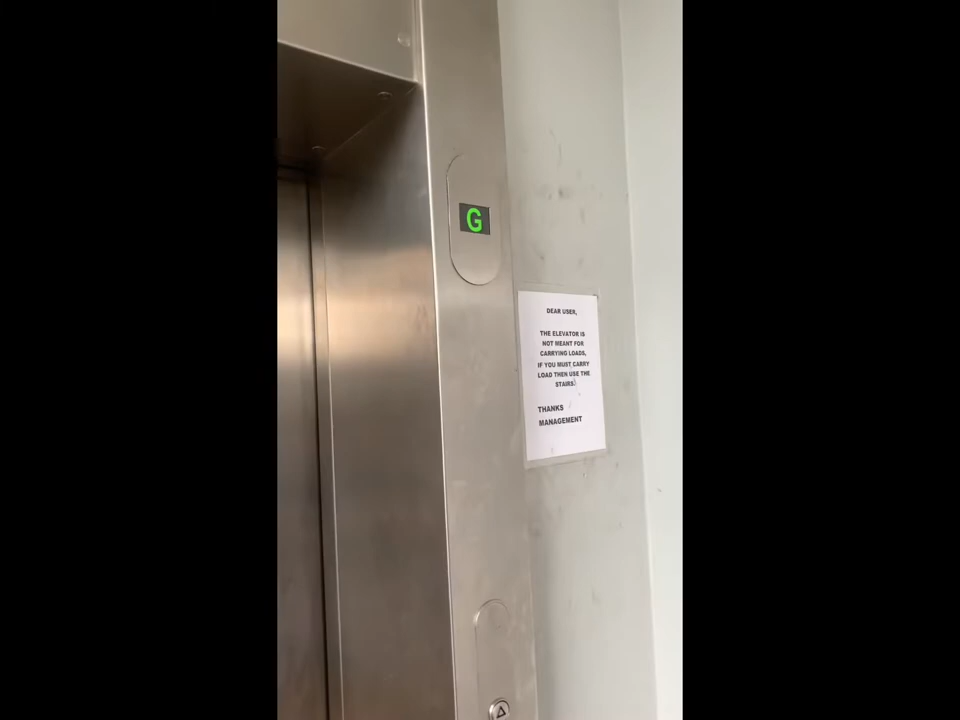 G
DEAR USER,
THE ELEVATOR IS
NOT MEANT FOR
CARRYING LOADS,
IF YOU MUST CARRY
LOAD THEN USE THE
STAIRS.
THANKS
MANAGEMENT